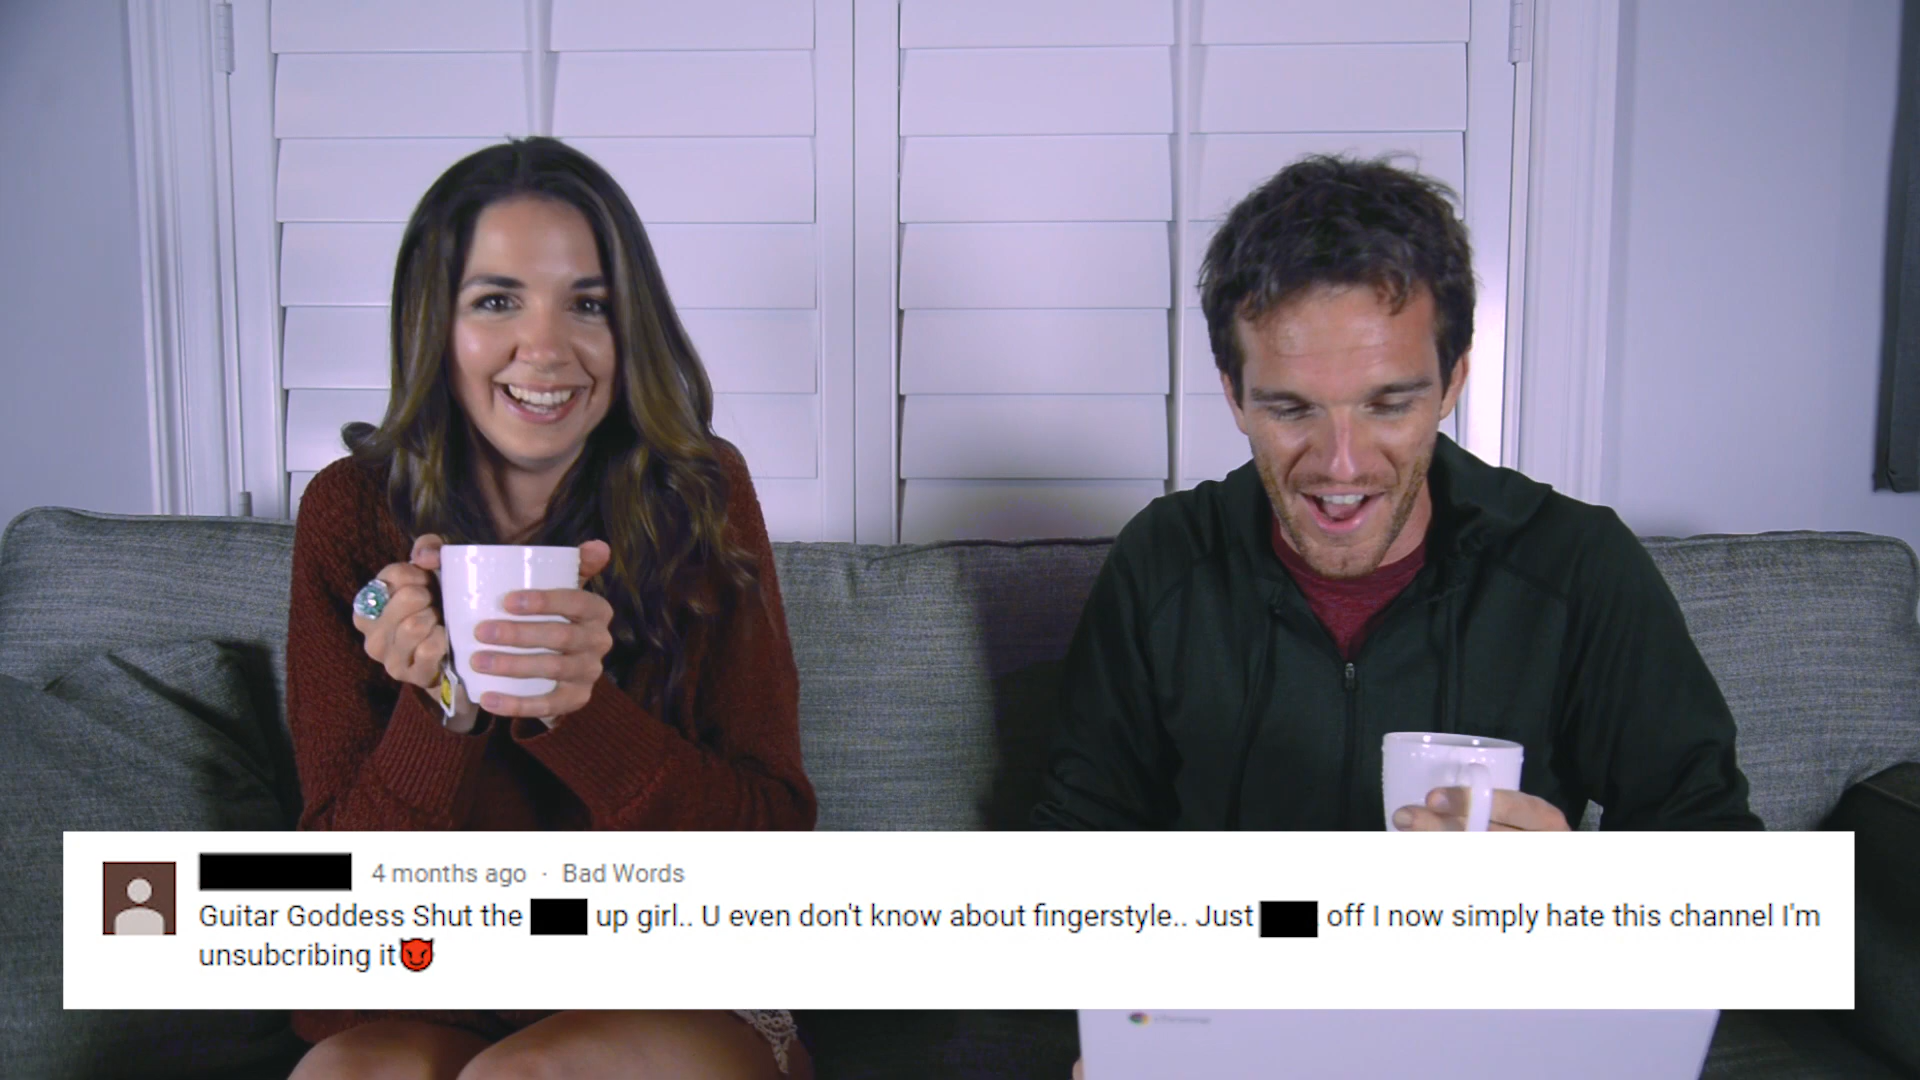 4 months ago · Bad Words
Guitar Goddess Shut the up girl.. U even don't know about fingerstyle.. Just off I now simply hate this channel I'm
unsubcribing it😈